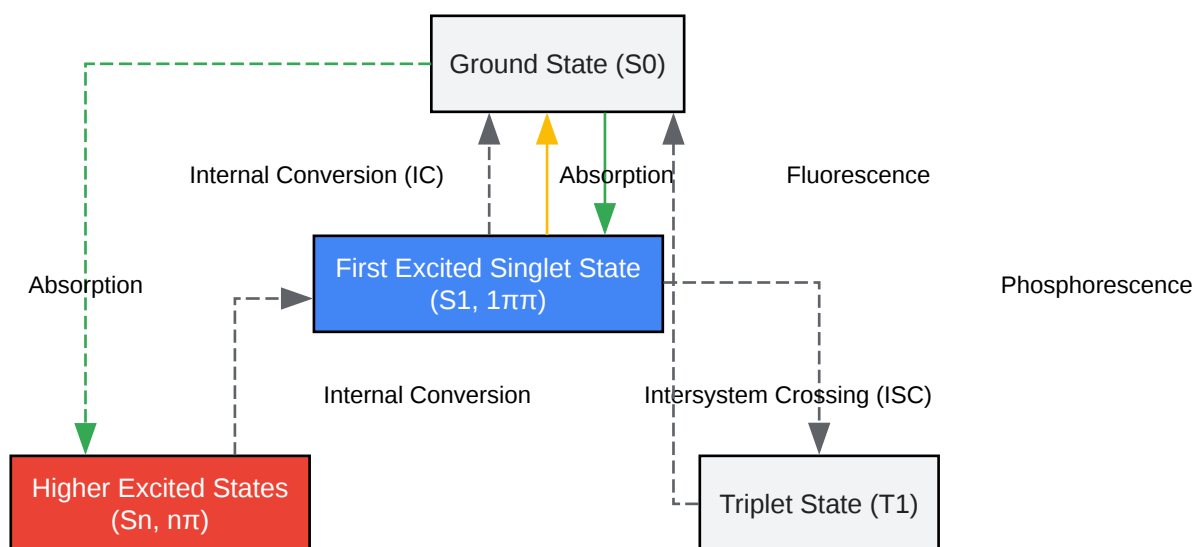 Ground State (S0)
Internal Conversion (IC)
Absorption
Fluorescence
First Excited Singlet State
(S1, 1ππ)
Absorption
Phosphorescence
Internal Conversion
Intersystem Crossing (ISC)
Higher Excited States
(Sn, nπ)
Triplet State (T1)